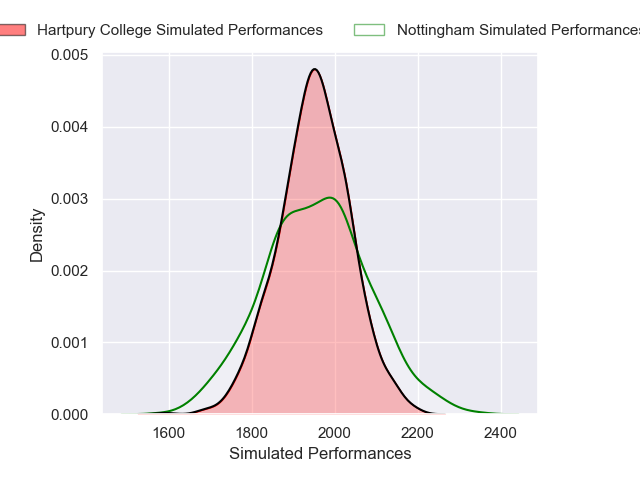 Hartpury College Simulated Performances
Nottingham Simulated Performances
0.005
0.004
0.003
0.002
0.001
0.000
Density
1600
1800
2000
2200
2400
Simulated Performances